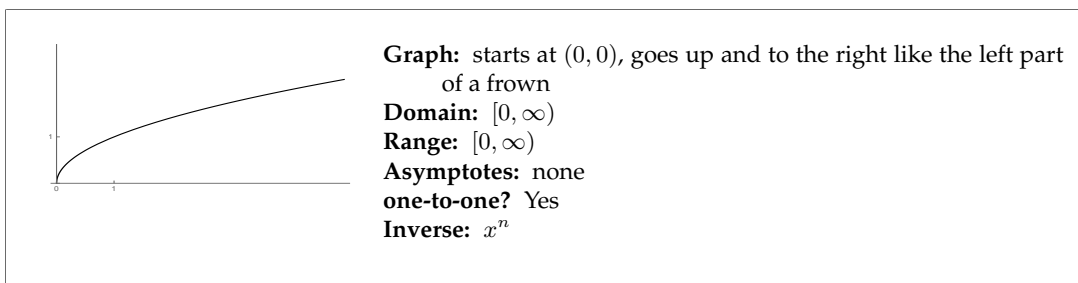 1
0
1
Graph: starts at (0, 0), goes up and to the right like the left part
of a frown
Domain: [0, ∞)
Range: [0, ∞)
Asymptotes: none
one-to-one? Yes
Inverse: xⁿ